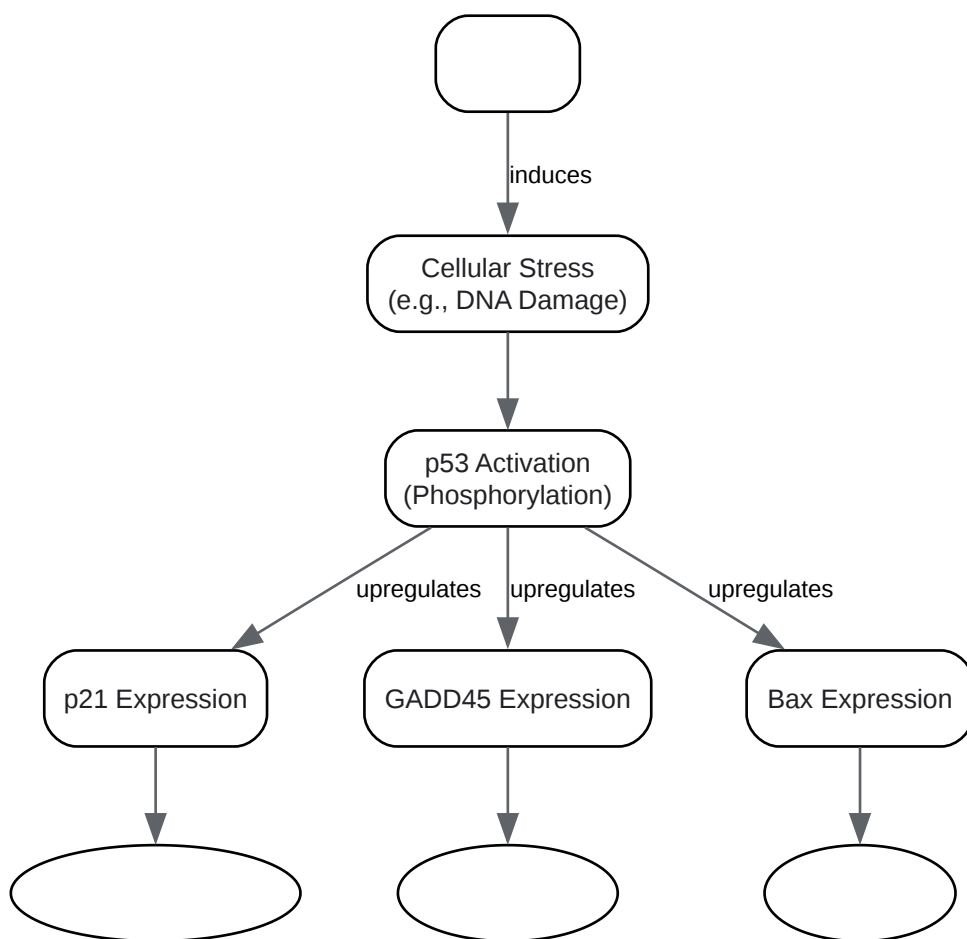 induces
Cellular Stress
(e.g., DNA Damage)
p53 Activation
(Phosphorylation)
upregulates
upregulates
upregulates
p21 Expression
GADD45 Expression
Bax Expression